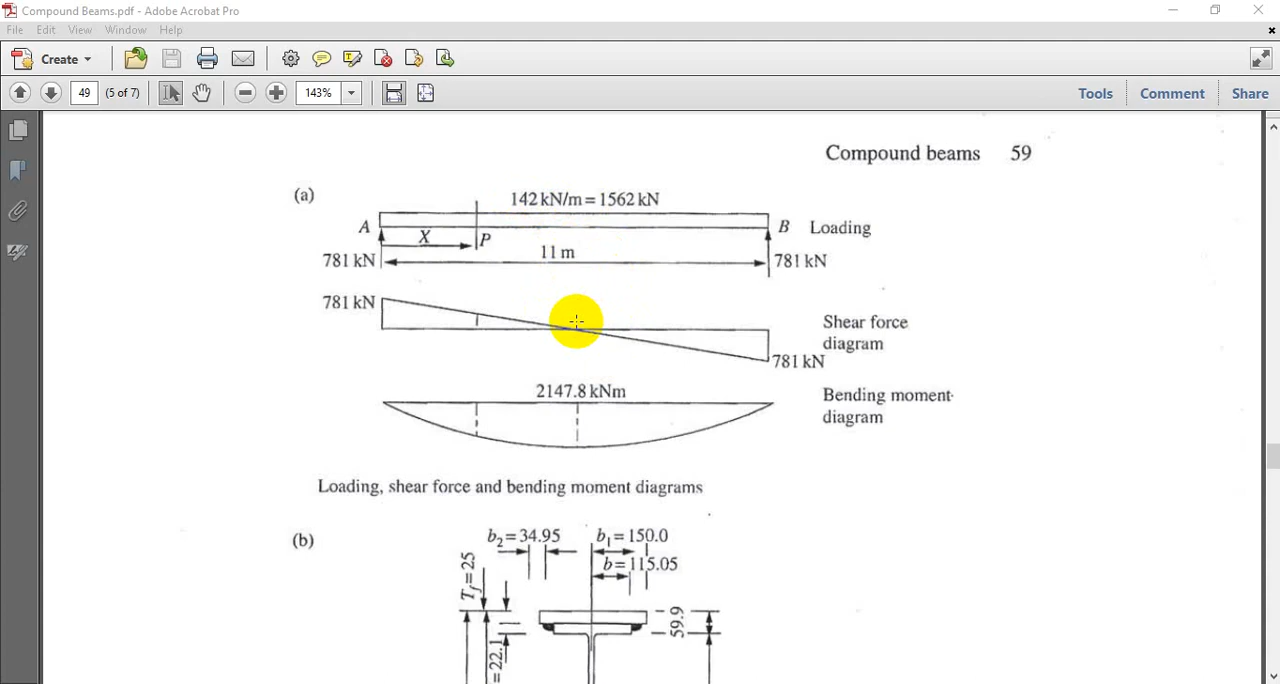 Compound Beams.pdf - Adobe Acrobat Pro
File Edit View Window Help
Create
49 (5 of 7) 143% Tools Comment Share
Compound beams 59
(a)
142 kN/m = 1562 kN
A X P B Loading
781 kN 11 m 781 kN
781 kN
Shear force
diagram
781 kN
2147.8 kNm
Bending moment
diagram
Loading, shear force and bending moment diagrams
(b)
b₂ = 34.95 b₁ = 150.0
b = 115.05
T_f = 25
59.9
= 22.1